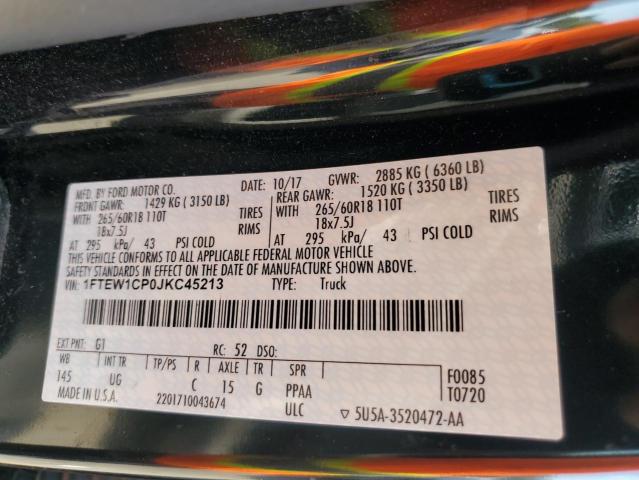 MFD. BY FORD MOTOR CO.
DATE: 10/17 GVWR: 2885 KG ( 6360 LB)
FRONT GAWR: 1429 KG ( 3150 LB) REAR GAWR: 1520 KG ( 3350 LB)
WITH 265/60R18 110T TIRES WITH 265/60R18 110T TIRES
18x7.5J RIMS 18x7.5J RIMS
AT 295 kPa/ 43 PSI COLD AT 295 kPa/ 43 PSI COLD
THIS VEHICLE CONFORMS TO ALL APPLICABLE FEDERAL MOTOR VEHICLE
SAFETY STANDARDS IN EFFECT ON THE DATE OF MANUFACTURE SHOWN ABOVE.
VIN: 1FTEW1CP0JKC45213 TYPE: Truck
EXT PNT: G1 RC: 52 DSO:
WB INT TR TP/PS R AXLE TR SPR F0085
145 UG C 15 G PPAA T0720
MADE IN U.S.A. 2201710043674 ULC ▽ 5U5A-3520472-AA